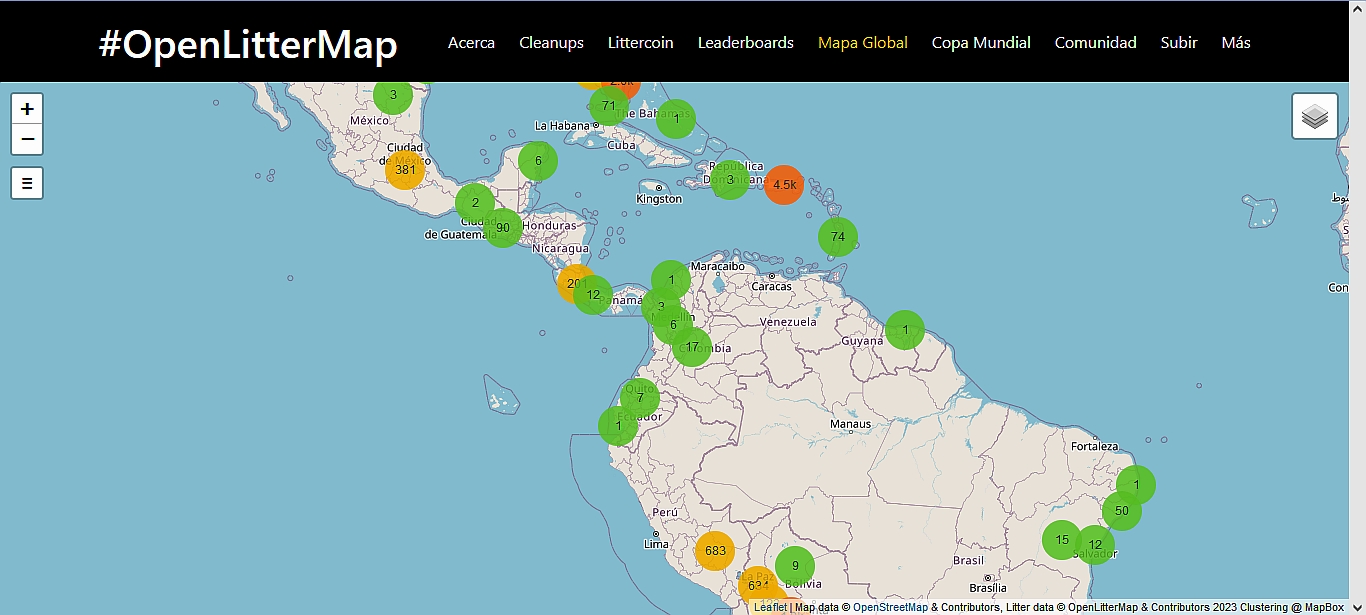 #OpenLitterMap
Acerca Cleanups Littercoin Leaderboards Mapa Global Copa Mundial Comunidad Subir Más
+
−
3
México
71
The Bahamas
1
La Habana
Cuba
Ciudad
de México
381
6
República
Dominicana
3
4.5k
Kingston
2
Ciudad
de Guatemala
90
Honduras
Nicaragua
74
201
12
Panamá
1
Maracaibo
Caracas
3
Medellín
6
17
Colombia
Venezuela
Guyana
1
Quito
7
Ecuador
1
Manaus
Fortaleza
1
50
15
12
Salvador
Perú
Lima
683
9
La Paz
634
Bolivia
Brasil
Brasília
Con
Leaflet | Map data © OpenStreetMap & Contributors, Litter data © OpenLitterMap & Contributors 2023 Clustering @ MapBox